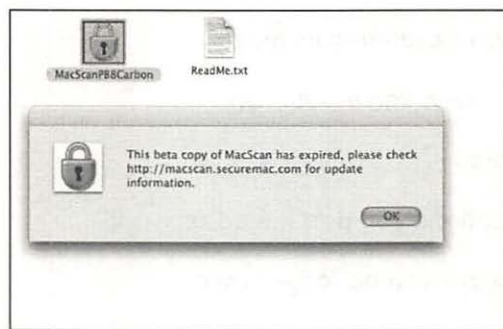 MacScanPB8Carbon
ReadMe.txt
This beta copy of MacScan has expired, please check
http://macscan.securemac.com for update
information.
OK